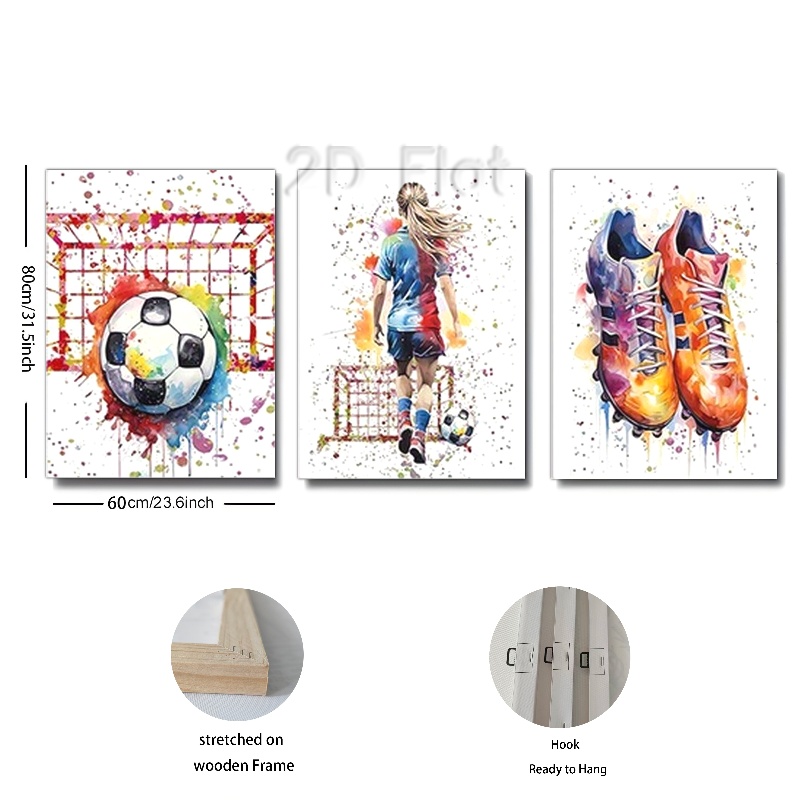 2D Flat
80cm/31.5inch
60cm/23.6inch
stretched on
wooden Frame
Hook
Ready to Hang